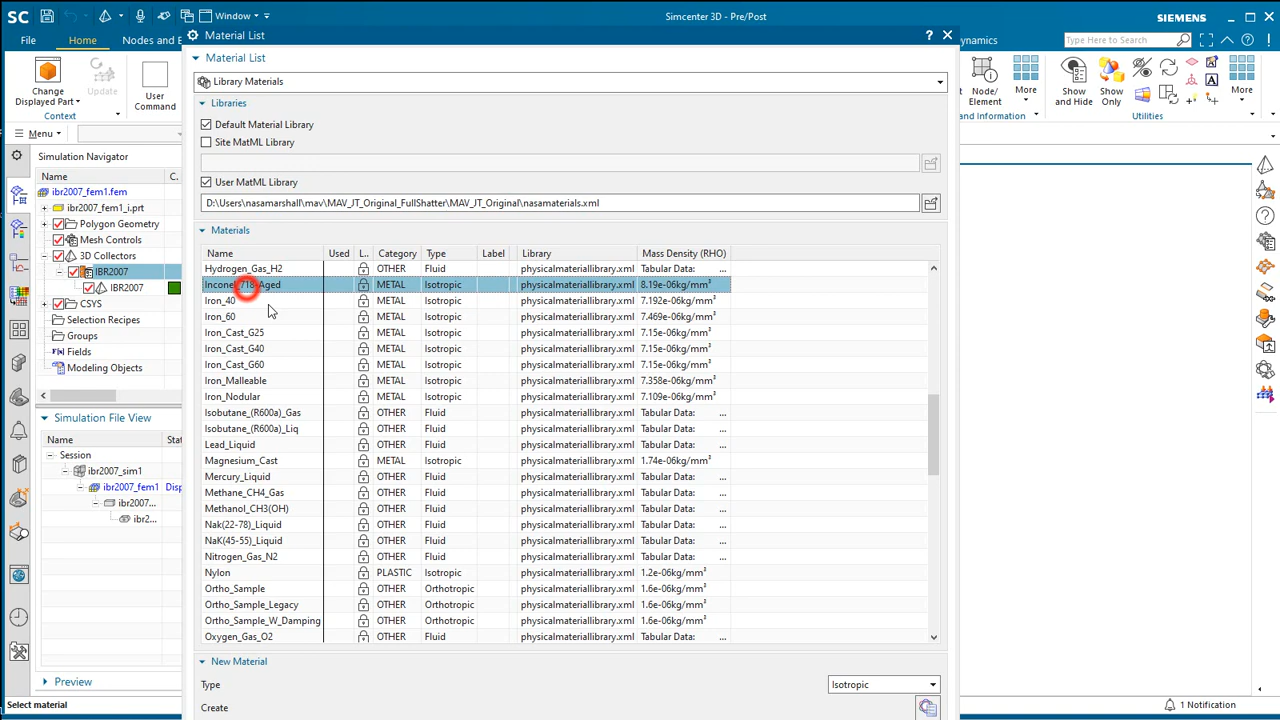 SC Window Simcenter 3D - Pre/Post SIEMENS
File Home Nodes and E Material List ynamics Type Here to Search
Change Displayed Part Update User Command
Context
Menu
Node/Element More Show and Hide Show Only More
and Information Utilities
Simulation Navigator
Name C.
ibr2007_fem1.fem
ibr2007_fem1_i.prt
Polygon Geometry
Mesh Controls
3D Collectors
IBR2007
IBR2007
CSYS
Selection Recipes
Groups
Fields
Modeling Objects
Simulation File View
Name Stat
Session
ibr2007_sim1
ibr2007_fem1 Disp
ibr2007...
ibr2...
Preview
Select material
Material List
Library Materials
Libraries
Default Material Library
Site MatML Library
User MatML Library
D:\Users\nasamarshall\mav\MAV_JT_Original_FullShatter\MAV_JT_Original\nasamaterials.xml
Materials
Name Used L.. Category Type Label Library Mass Density (RHO)
Hydrogen_Gas_H2 OTHER Fluid physicalmateriallibrary.xml Tabular Data: ...
Inconel_718-Aged METAL Isotropic physicalmateriallibrary.xml 8.19e-06kg/mm³
Iron_40 METAL Isotropic physicalmateriallibrary.xml 7.192e-06kg/mm³
Iron_60 METAL Isotropic physicalmateriallibrary.xml 7.469e-06kg/mm³
Iron_Cast_G25 METAL Isotropic physicalmateriallibrary.xml 7.15e-06kg/mm³
Iron_Cast_G40 METAL Isotropic physicalmateriallibrary.xml 7.15e-06kg/mm³
Iron_Cast_G60 METAL Isotropic physicalmateriallibrary.xml 7.15e-06kg/mm³
Iron_Malleable METAL Isotropic physicalmateriallibrary.xml 7.358e-06kg/mm³
Iron_Nodular METAL Isotropic physicalmateriallibrary.xml 7.109e-06kg/mm³
Isobutane_(R600a)_Gas OTHER Fluid physicalmateriallibrary.xml Tabular Data: ...
Isobutane_(R600a)_Liq OTHER Fluid physicalmateriallibrary.xml Tabular Data: ...
Lead_Liquid OTHER Fluid physicalmateriallibrary.xml Tabular Data: ...
Magnesium_Cast METAL Isotropic physicalmateriallibrary.xml 1.74e-06kg/mm³
Mercury_Liquid OTHER Fluid physicalmateriallibrary.xml Tabular Data: ...
Methane_CH4_Gas OTHER Fluid physicalmateriallibrary.xml Tabular Data: ...
Methanol_CH3(OH) OTHER Fluid physicalmateriallibrary.xml Tabular Data: ...
Nak(22-78)_Liquid OTHER Fluid physicalmateriallibrary.xml Tabular Data: ...
NaK(45-55)_Liquid OTHER Fluid physicalmateriallibrary.xml Tabular Data: ...
Nitrogen_Gas_N2 OTHER Fluid physicalmateriallibrary.xml Tabular Data: ...
Nylon PLASTIC Isotropic physicalmateriallibrary.xml 1.2e-06kg/mm³
Ortho_Sample OTHER Orthotropic physicalmateriallibrary.xml 1.6e-06kg/mm³
Ortho_Sample_Legacy OTHER Orthotropic physicalmateriallibrary.xml 1.6e-06kg/mm³
Ortho_Sample_W_Damping OTHER Orthotropic physicalmateriallibrary.xml 1.6e-06kg/mm³
Oxygen_Gas_O2 OTHER Fluid physicalmateriallibrary.xml Tabular Data: ...
New Material
Type Isotropic
Create
1 Notification